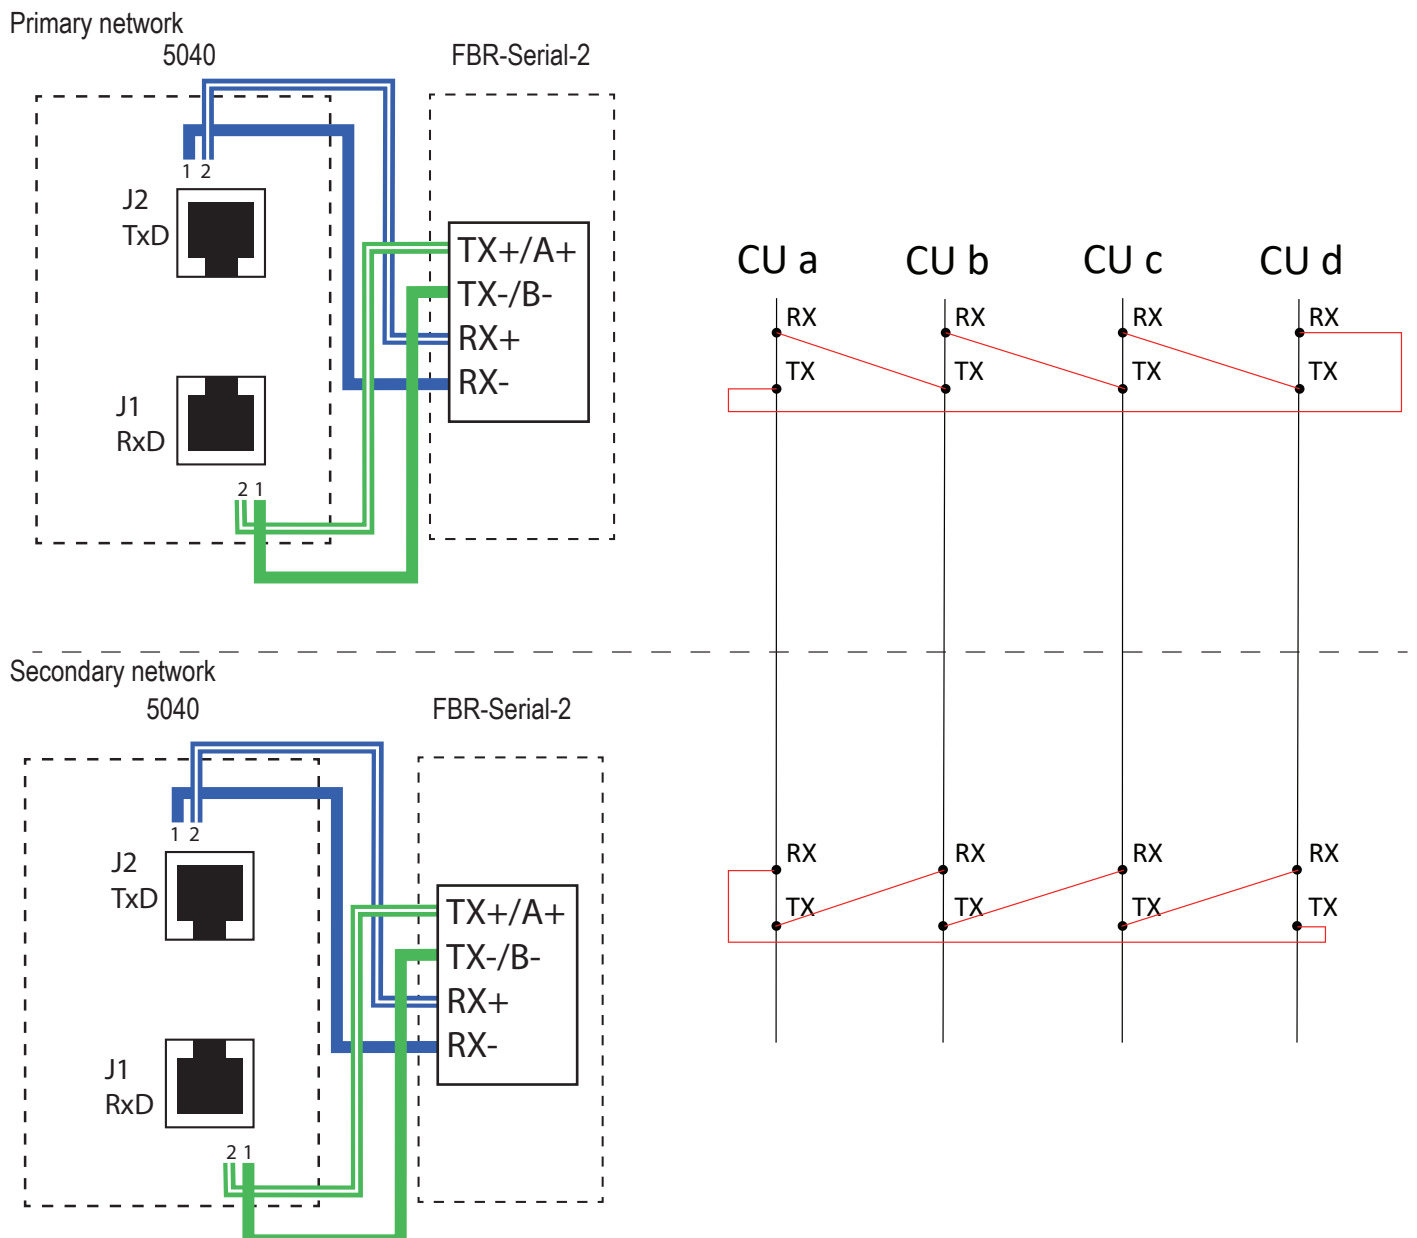 Primary network
5040
FBR-Serial-2
1 2
J2
TxD
J1
RxD
2 1
TX+/A+
TX-/B-
RX+
RX-
CU a
CU b
CU c
CU d
RX
RX
RX
RX
TX
TX
TX
TX
Secondary network
5040
FBR-Serial-2
1 2
J2
TxD
J1
RxD
2 1
TX+/A+
TX-/B-
RX+
RX-
RX
RX
RX
RX
TX
TX
TX
TX